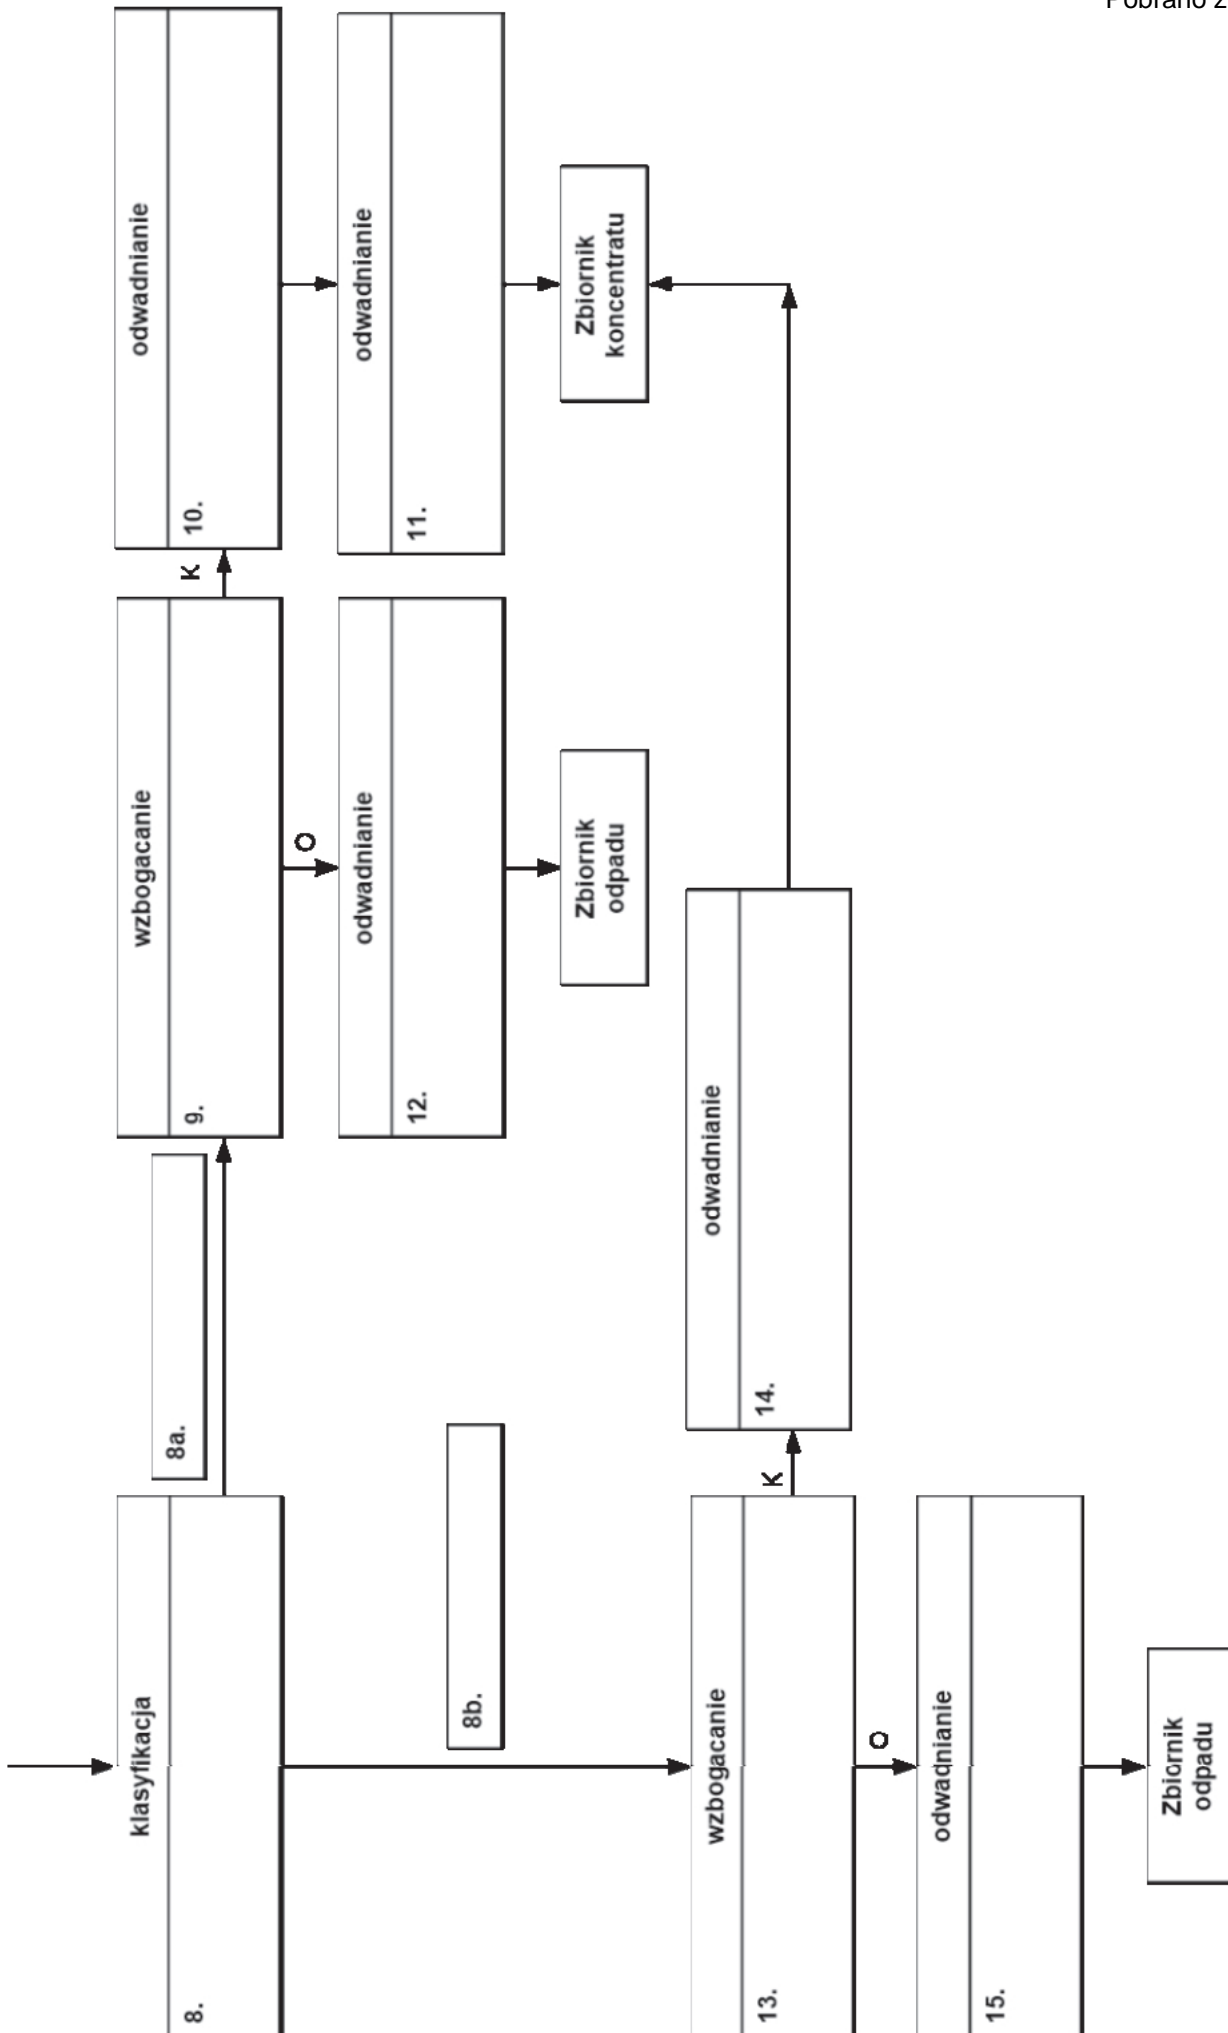 Pobrano z
klasyfikacja
8.
8a.
8b.
wzbogacanie
9.
K
O
odwadnianie
10.
odwadnianie
11.
Zbiornik
koncentratu
odwadnianie
12.
Zbiornik
odpadu
wzbogacanie
13.
K
O
odwadnianie
14.
odwadnianie
15.
Zbiornik
odpadu